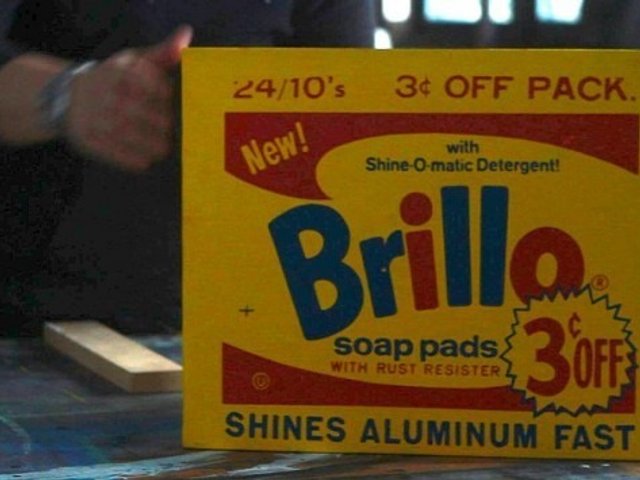 24/10's 3¢ OFF PACK.
New!
with
Shine-O-matic Detergent!
Brillo®
soap pads
WITH RUST RESISTER
3¢ OFF
SHINES ALUMINUM FAST